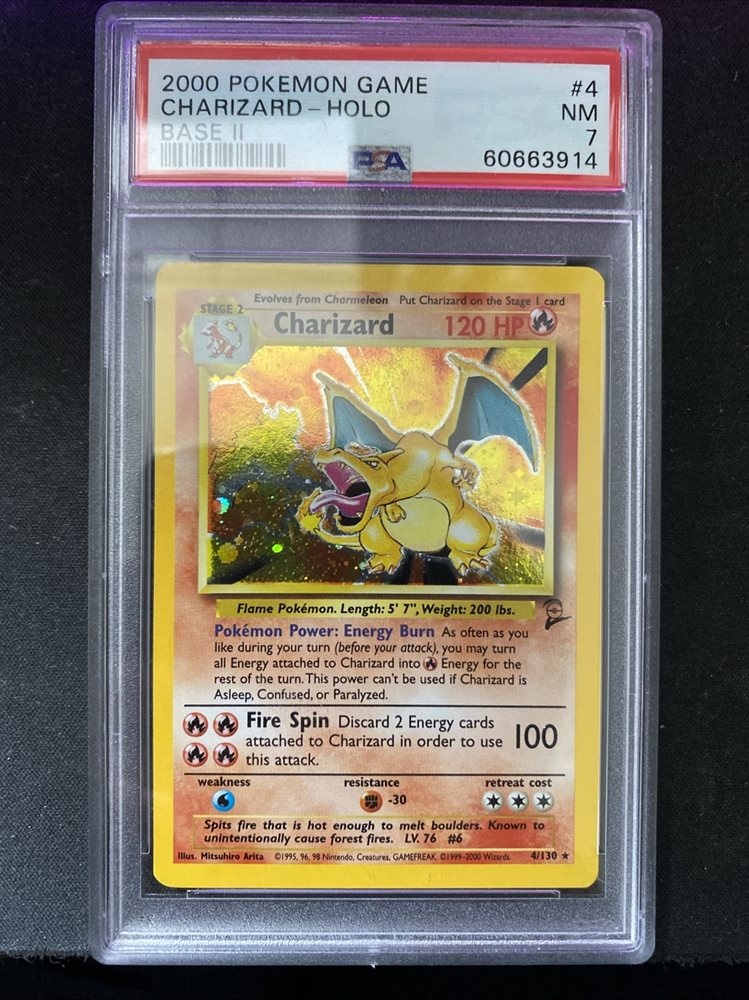 2000 POKEMON GAME #4
CHARIZARD - HOLO NM
BASE II 7
PSA 60663914
Evolves from Charmeleon Put Charizard on the Stage 1 card
STAGE 2
Charizard 120 HP
Flame Pokémon. Length: 5' 7", Weight: 200 lbs.
Pokémon Power: Energy Burn As often as you
like during your turn (before your attack), you may turn
all Energy attached to Charizard into Energy for the
rest of the turn. This power can't be used if Charizard is
Asleep, Confused, or Paralyzed.
Fire Spin Discard 2 Energy cards
attached to Charizard in order to use 100
this attack.
weakness resistance retreat cost
-30
Spits fire that is hot enough to melt boulders. Known to
unintentionally cause forest fires. LV. 76 #6
Illus. Mitsuhiro Arita ©1995, 96, 98 Nintendo, Creatures, GAMEFREAK. ©1999-2000 Wizards. 4/130 ★